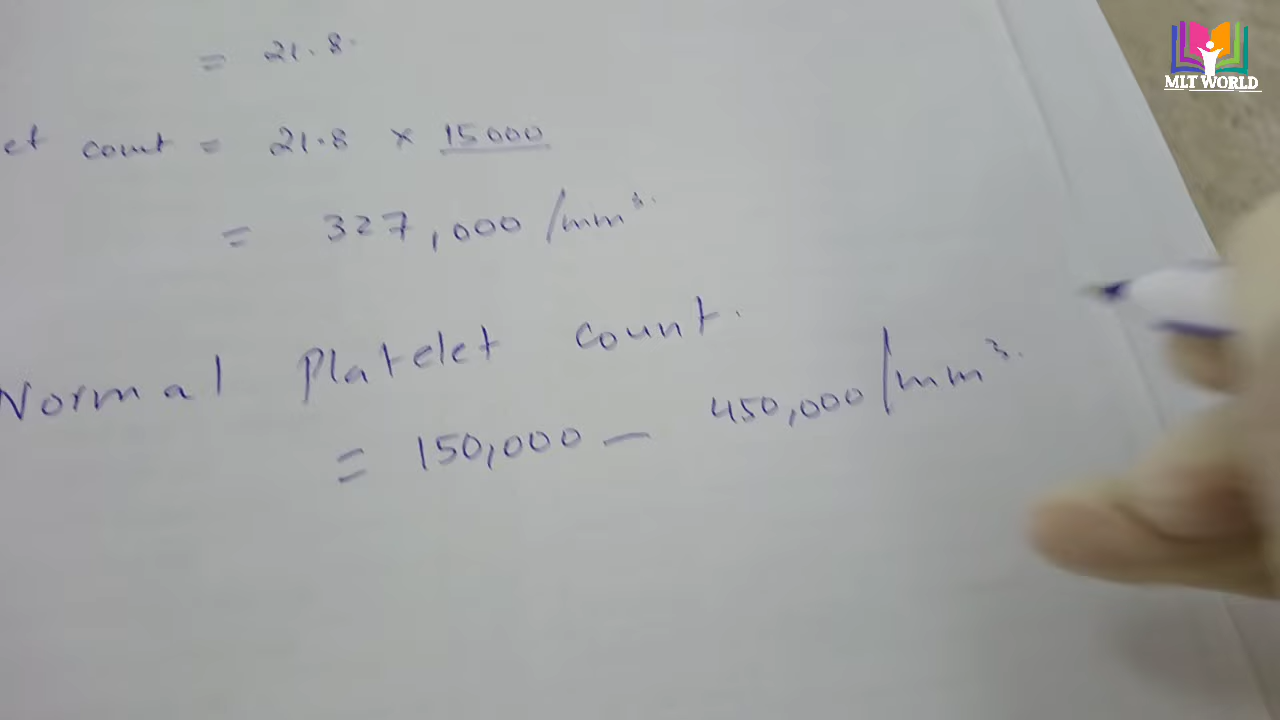 = 21.8.
et count = 21.8 × 15000
= 327,000 /mm³.
Normal Platelet count.
= 150,000 — 450,000/mm³.
MLT WORLD